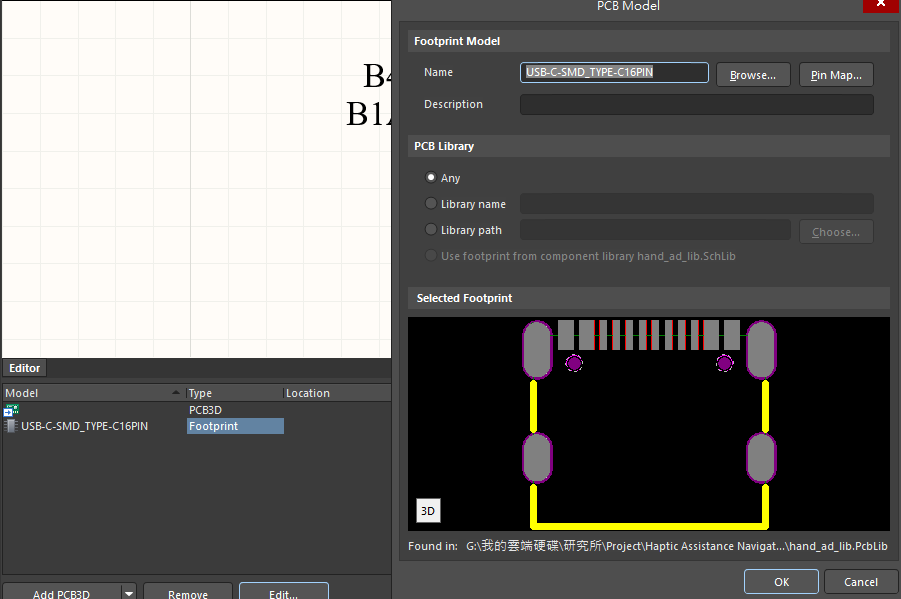 PCB Model
Footprint Model
Name USB-C-SMD_TYPE-C16PIN Browse... Pin Map...
Description
PCB Library
Any
Library name
Library path Choose...
Use footprint from component library hand_ad_lib.SchLib
Selected Footprint
3D
Found in: G:\我的雲端硬碟\研究所\Project\Haptic Assistance Navigat...\hand_ad_lib.PcbLib
OK Cancel
B4
B1A
Editor
Model Type Location
PCB3D
USB-C-SMD_TYPE-C16PIN Footprint
Add PCB3D Remove Edit...